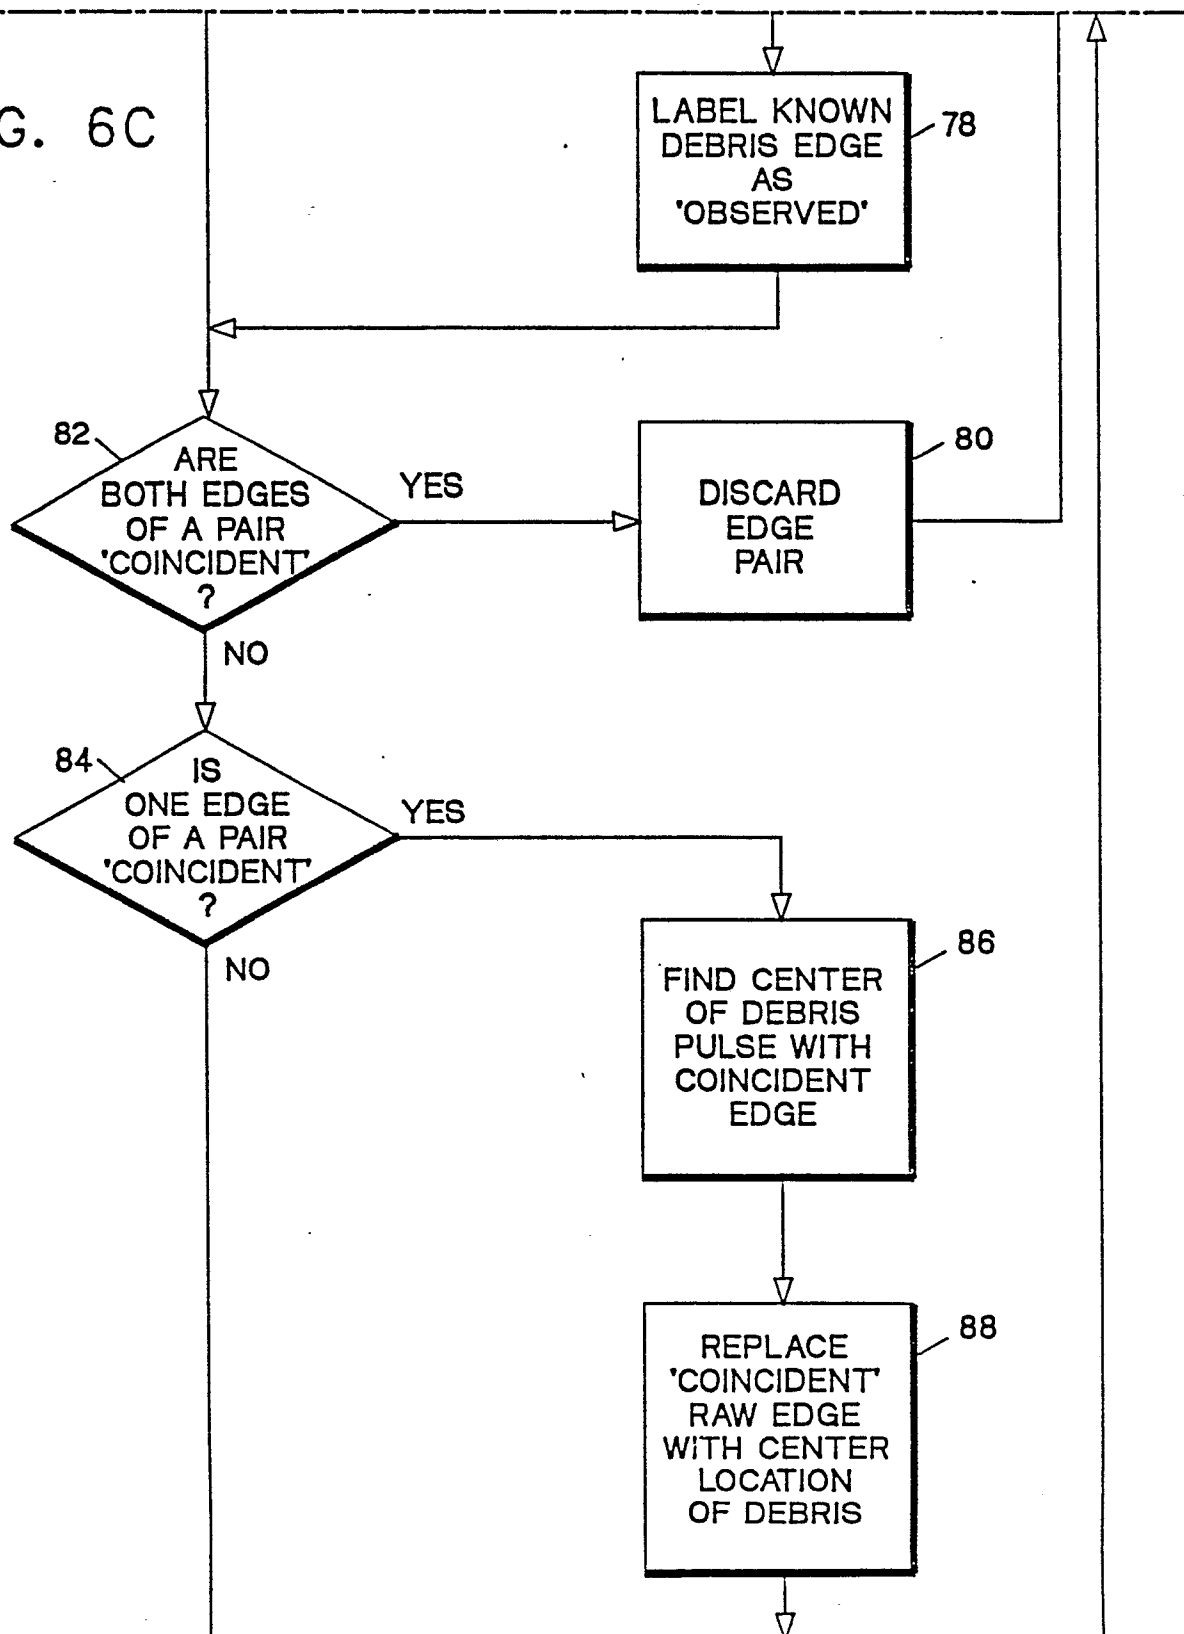 G. 6C
LABEL KNOWN
DEBRIS EDGE
AS
'OBSERVED'
78
82
ARE
BOTH EDGES
OF A PAIR
'COINCIDENT'
?
YES
NO
DISCARD
EDGE
PAIR
80
84
IS
ONE EDGE
OF A PAIR
'COINCIDENT'
?
YES
NO
FIND CENTER
OF DEBRIS
PULSE WITH
COINCIDENT
EDGE
86
REPLACE
'COINCIDENT'
RAW EDGE
WITH CENTER
LOCATION
OF DEBRIS
88